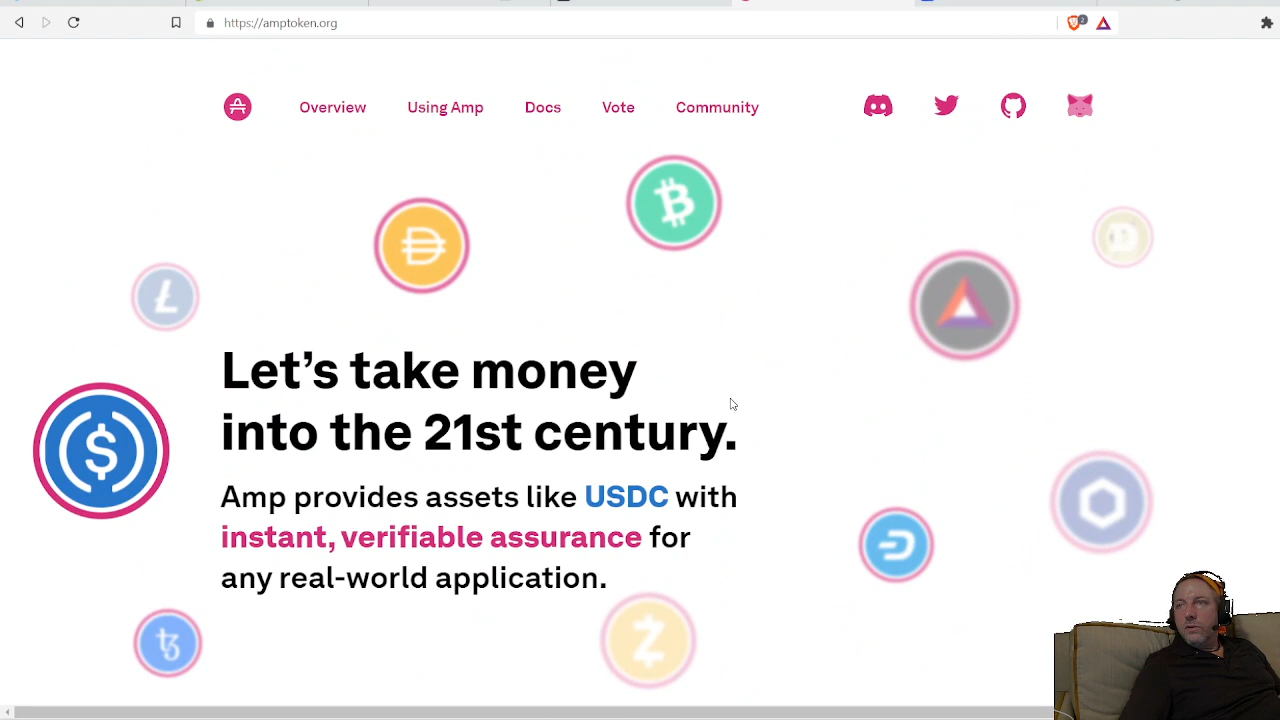 https://amptoken.org
2
Overview
Using Amp
Docs
Vote
Community
Let's take money
into the 21st century.
Amp provides assets like USDC with
instant, verifiable assurance for
any real-world application.